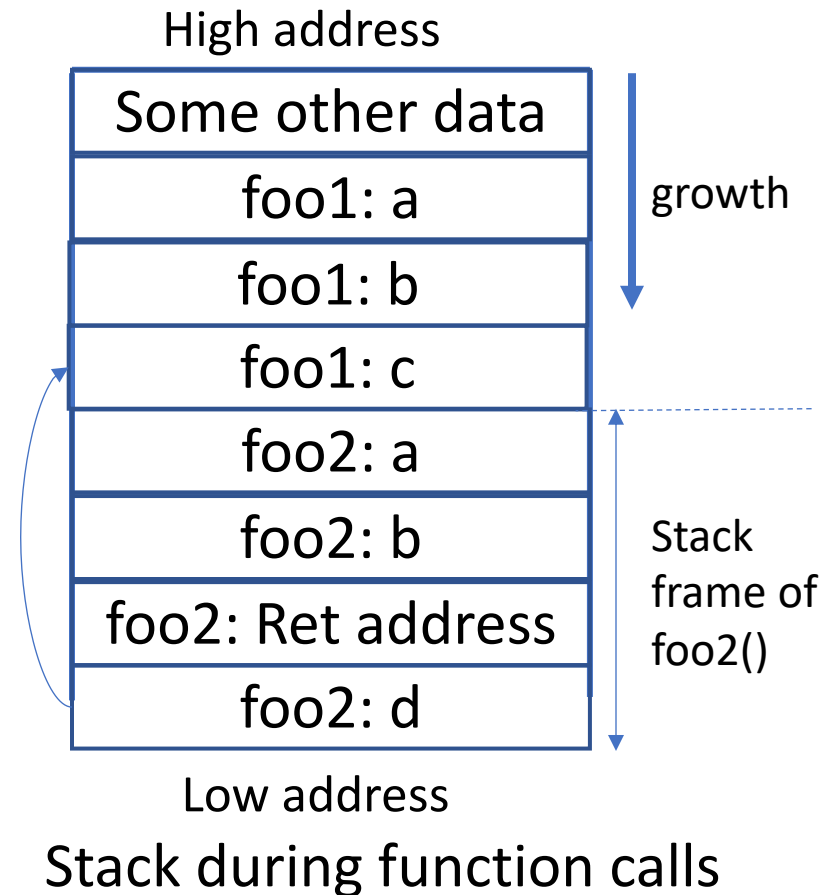 High address
Some other data
foo1: a
growth
foo1: b
foo1: c
foo2: a
foo2: b
Stack
frame of
foo2()
foo2: Ret address
foo2: d
Low address
Stack during function calls